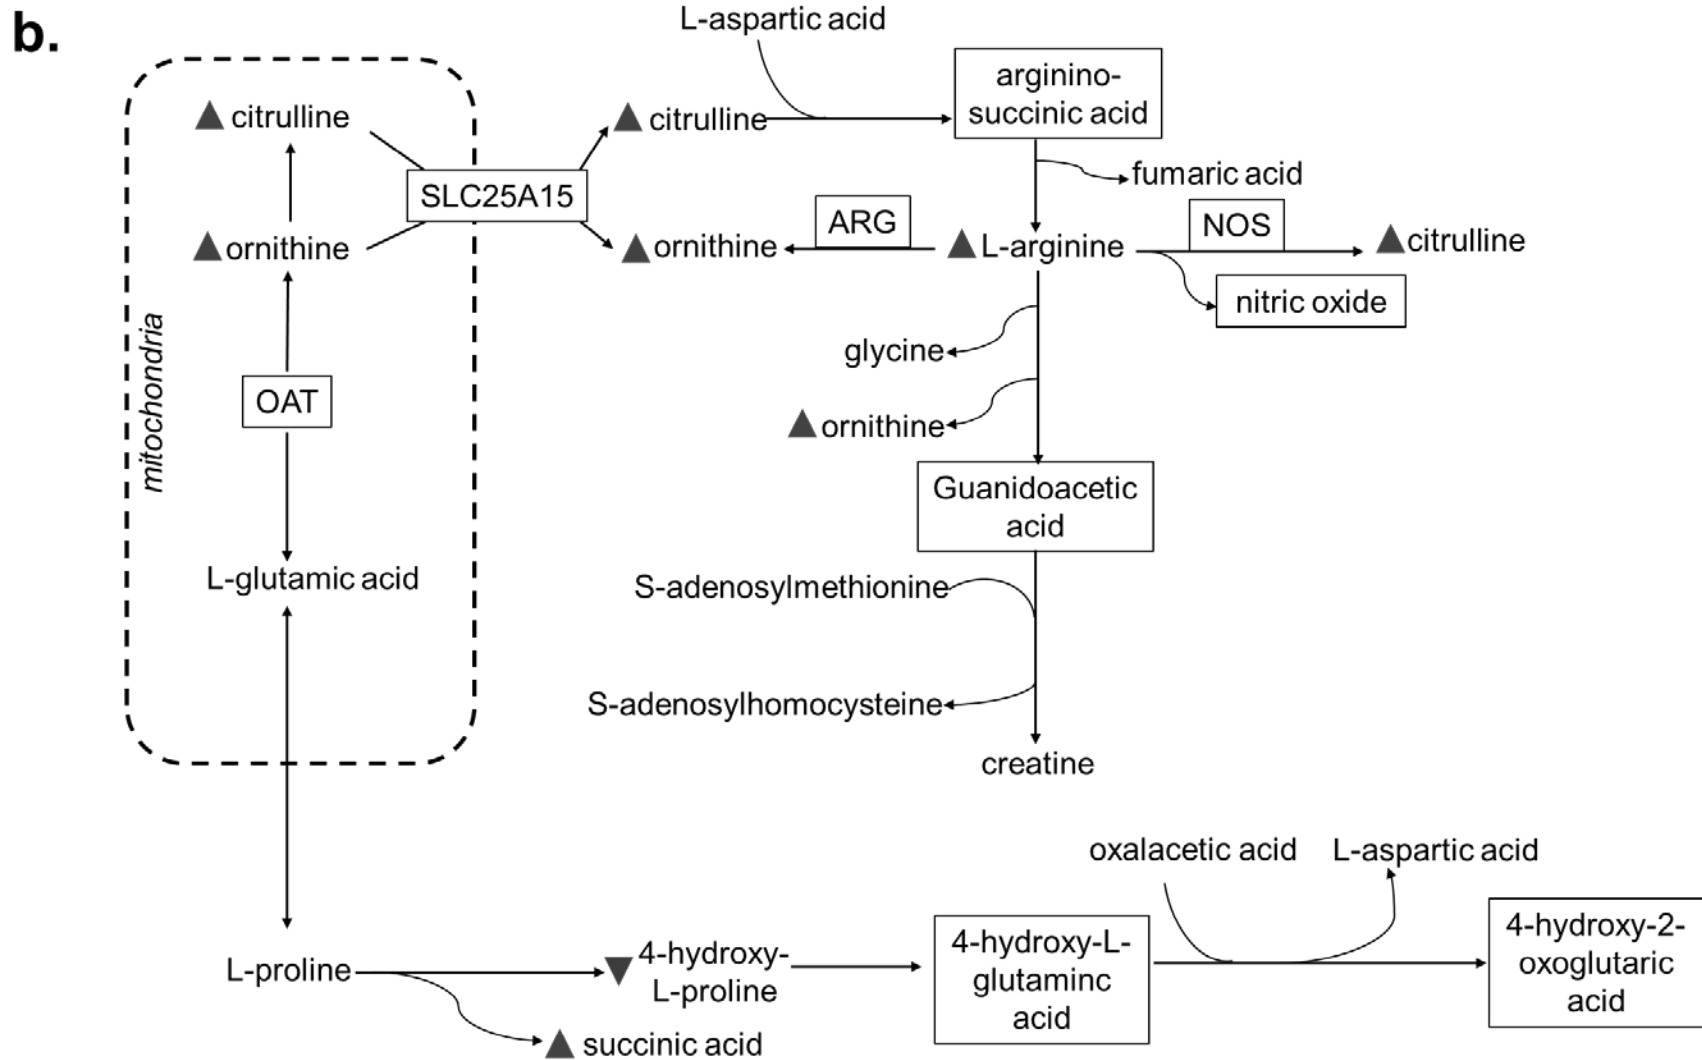 b.
L-aspartic acid
▲ citrulline
▲ citrulline
arginino-
succinic acid
SLC25A15
fumaric acid
▲ ornithine
▲ ornithine
ARG
▲ L-arginine
NOS
▲ citrulline
nitric oxide
glycine
mitochondria
OAT
▲ ornithine
Guanidoacetic
acid
L-glutamic acid
S-adenosylmethionine
S-adenosylhomocysteine
creatine
oxalacetic acid
L-aspartic acid
L-proline
▼ 4-hydroxy-
L-proline
4-hydroxy-L-
glutaminc
acid
4-hydroxy-2-
oxoglutaric
acid
▲ succinic acid